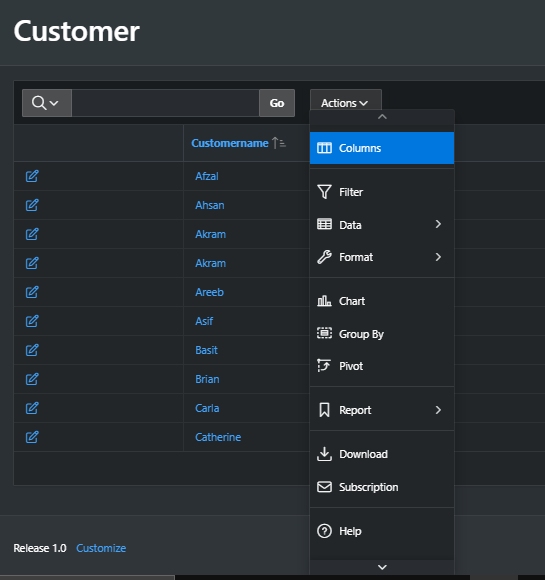 Customer
Go
Actions
Customername
Afzal
Ahsan
Akram
Akram
Areeb
Asif
Basit
Brian
Carla
Catherine
Columns
Filter
Data
Format
Chart
Group By
Pivot
Report
Download
Subscription
Help
Release 1.0 Customize